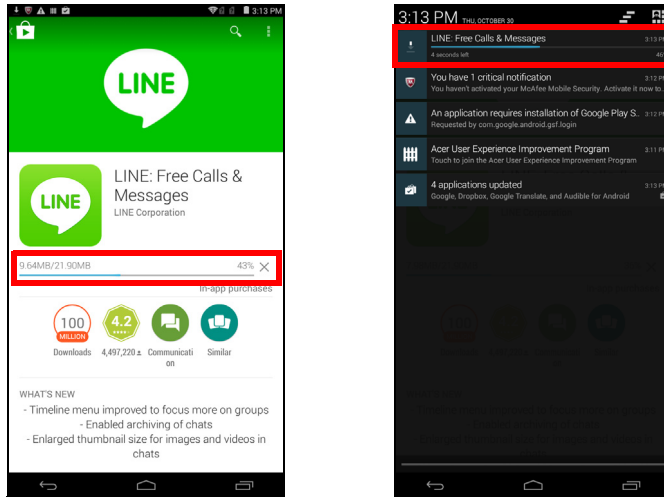 3:13 PM
LINE
LINE
LINE: Free Calls &
Messages
LINE Corporation
9.64MB/21.90MB 43%
In-app purchases
100
MILLION
4.2
Downloads 4,497,220 Communicati
on
Similar
WHAT'S NEW
- Timeline menu improved to focus more on groups
- Enabled archiving of chats
- Enlarged thumbnail size for images and videos in
chats
3:13 PM THU, OCTOBER 30
LINE: Free Calls & Messages 3:13 PM
4 seconds left
You have 1 critical notification 3:12 PM
You haven't activated your McAfee Mobile Security. Activate it now to..
An application requires installation of Google Play S.. 3:12 PM
Requested by com.google.android.gsf.login
Acer User Experience Improvement Program 3:11 PM
Touch to join the Acer User Experience Improvement Program
4 applications updated 3:13 PM
Google, Dropbox, Google Translate, and Audible for Android